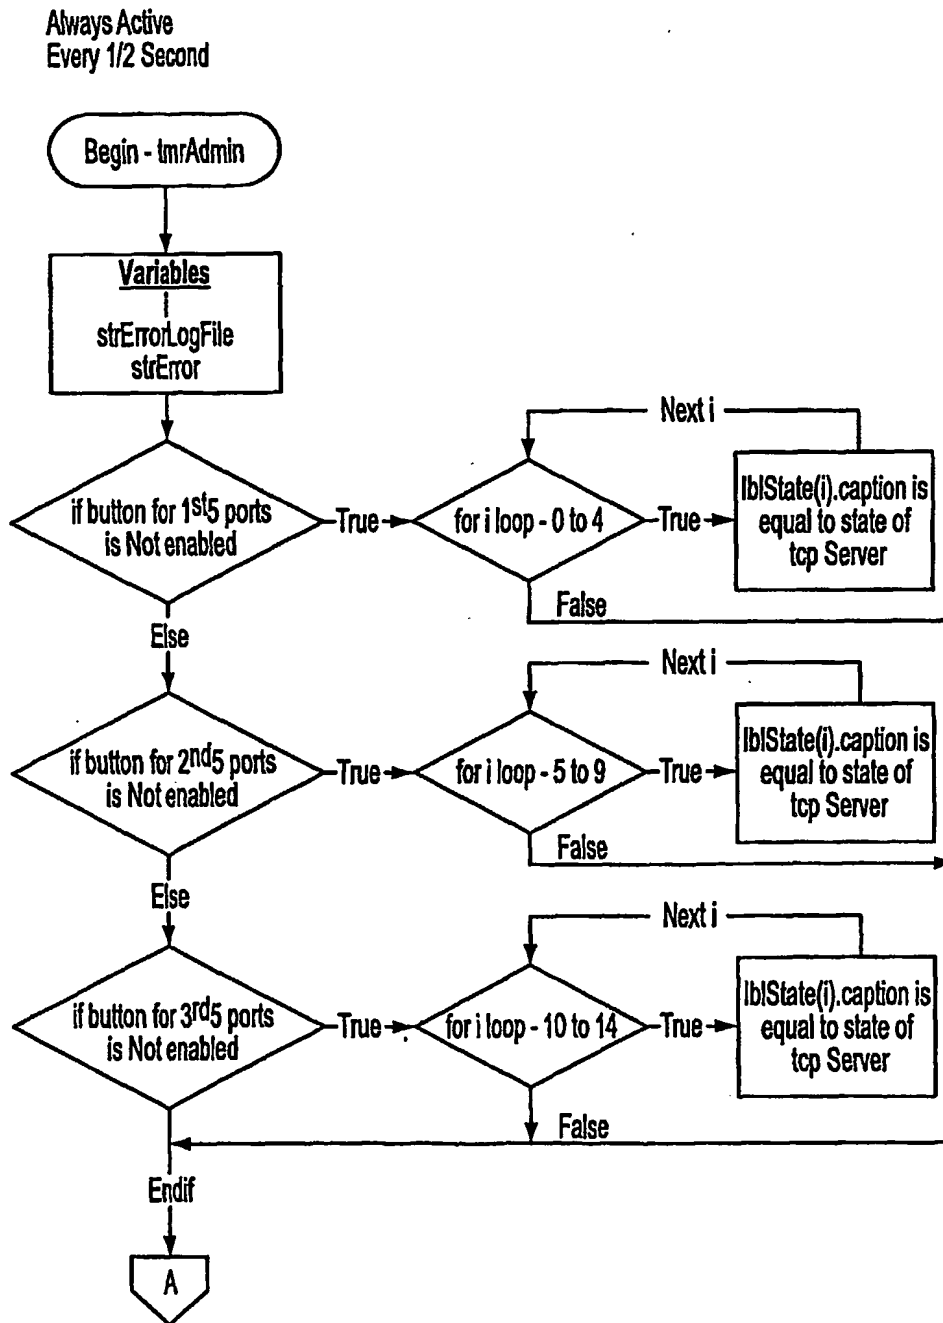 Always Active
Every 1/2 Second
Begin - tmrAdmin
Variables
strErrorLogFile
strError
if button for 1st5 ports
is Not enabled
True
for i loop - 0 to 4
True
Next i
lblState(i).caption is
equal to state of
tcp Server
False
Else
if button for 2nd5 ports
is Not enabled
True
for i loop - 5 to 9
True
Next i
lblState(i).caption is
equal to state of
tcp Server
False
Else
if button for 3rd5 ports
is Not enabled
True
for i loop - 10 to 14
True
Next i
lblState(i).caption is
equal to state of
tcp Server
False
Endif
A